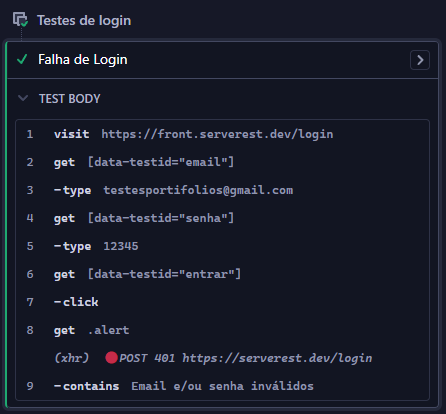 Testes de login
Falha de Login
TEST BODY
1 visit https://front.serverest.dev/login
2 get [data-testid="email"]
3 -type testesportifolios@gmail.com
4 get [data-testid="senha"]
5 -type 12345
6 get [data-testid="entrar"]
7 -click
8 get .alert
(xhr) POST 401 https://serverest.dev/login
9 -contains Email e/ou senha inválidos